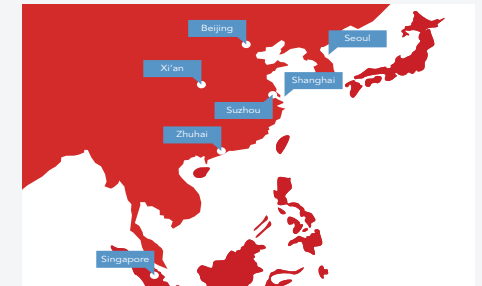 Beijing
Seoul
Xi'an
Shanghai
Suzhou
Zhuhai
Singapore